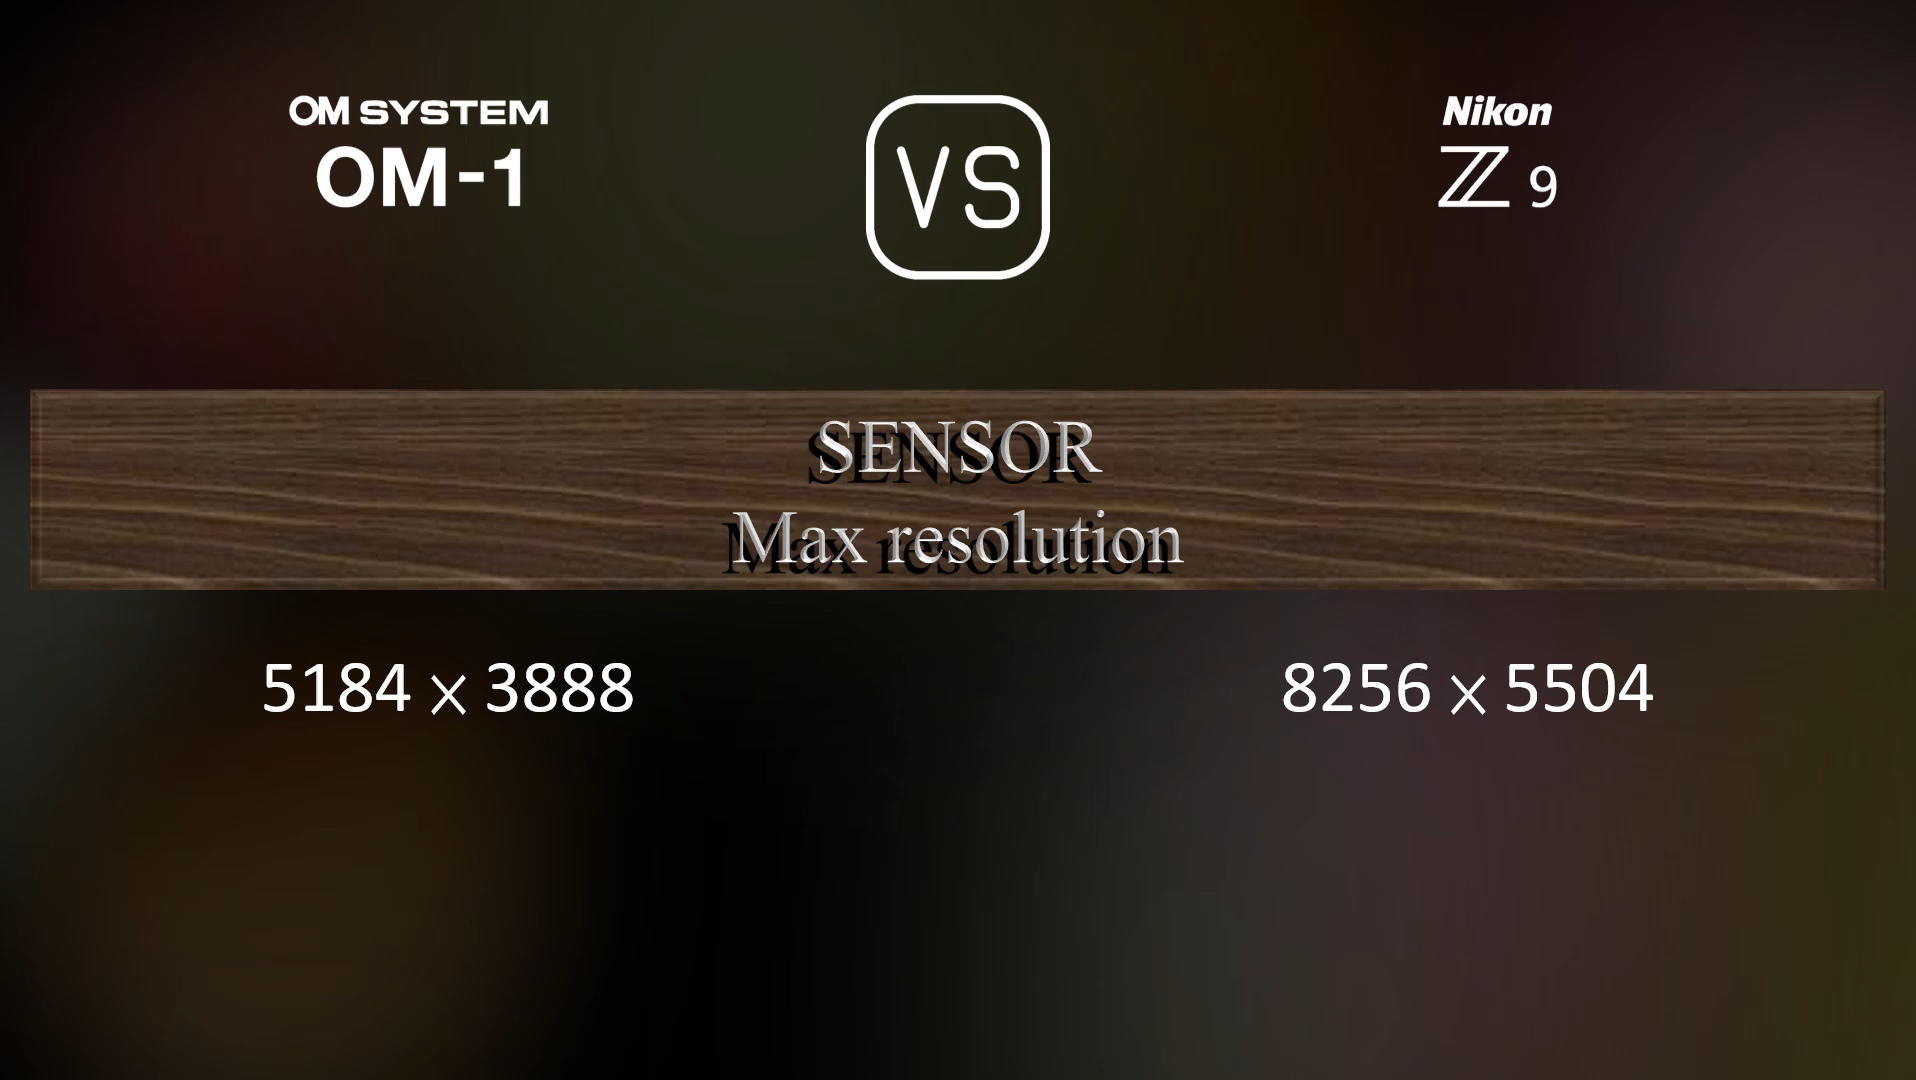 OM SYSTEM
OM-1
VS
Nikon
Z 9
SENSOR
Max resolution
5184 x 3888
8256 x 5504